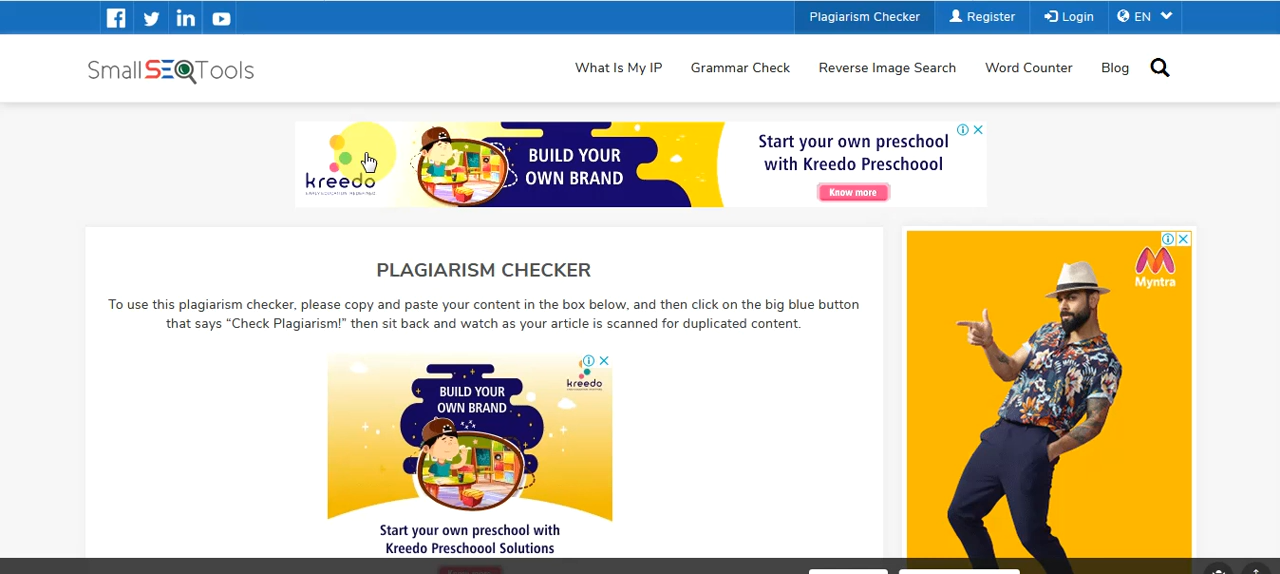 Plagiarism Checker
Register
Login
EN
SmallSEOTools
What Is My IP
Grammar Check
Reverse Image Search
Word Counter
Blog
kreedo
BUILD YOUR
OWN BRAND
Start your own preschool
with Kreedo Preschoool
Know more
PLAGIARISM CHECKER
To use this plagiarism checker, please copy and paste your content in the box below, and then click on the big blue button
that says “Check Plagiarism!” then sit back and watch as your article is scanned for duplicated content.
kreedo
BUILD YOUR
OWN BRAND
Start your own preschool with
Kreedo Preschoool Solutions
Myntra